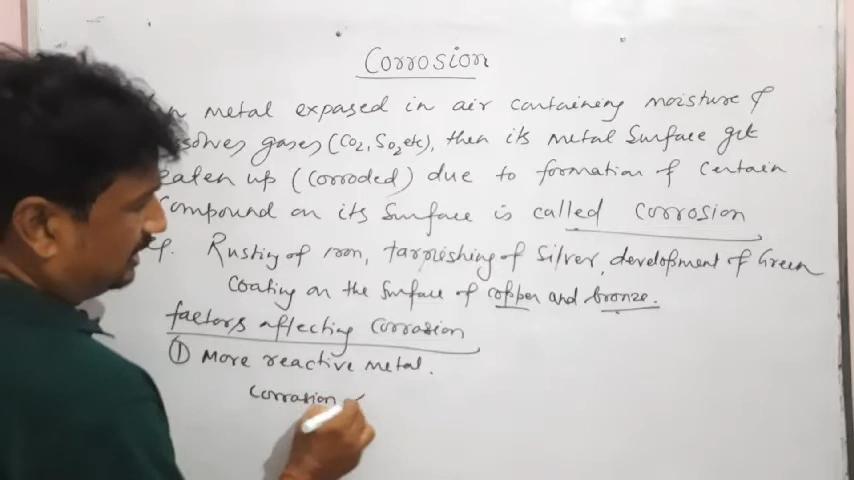 Corrosion
metal exposed in air containing moisture &
gases (CO2, SO2 etc), then its metal surface get
eaten up (corroded) due to formation of certain
compound on its surface is called corrosion
Rusting of iron, tarnishing of silver, development of Green
coating on the surface of copper and bronze.
factors affecting corrosion
① More reactive metal.
corrosion